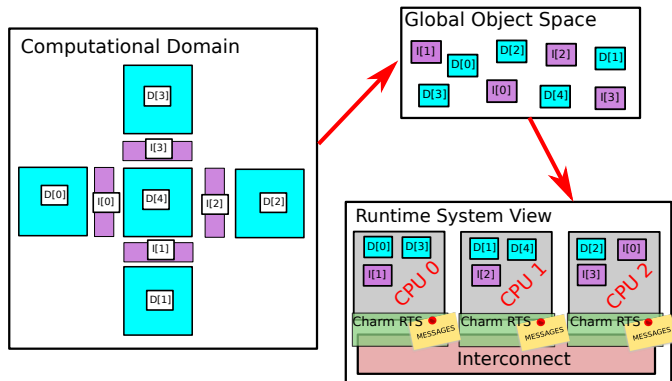 Computational Domain
D[3]
I[3]
D[0]
I[0]
D[4]
I[2]
D[2]
I[1]
D[1]
Global Object Space
I[1]
D[0]
D[2]
I[2]
D[1]
D[3]
I[0]
D[4]
I[3]
Runtime System View
D[0] D[3]
I[1]
CPU 0
Charm RTS
MESSAGES
D[1] D[4]
I[2]
CPU 1
Charm RTS
MESSAGES
D[2] I[0]
I[3]
CPU 2
Charm RTS
MESSAGES
Interconnect